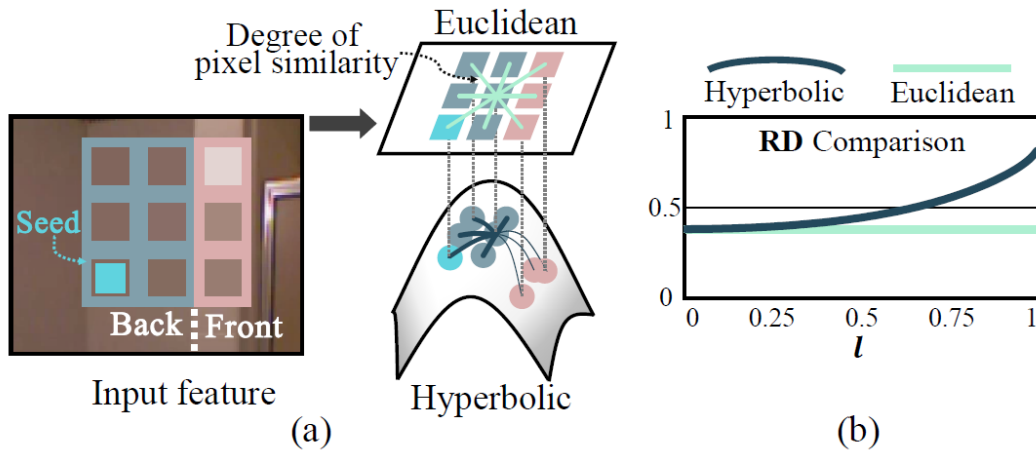 Euclidean
Degree of
pixel similarity
Seed
Back
Front
Input feature
Hyperbolic
(a)
Hyperbolic
Euclidean
RD Comparison
1
0.5
0
0
0.25
0.5
0.75
1
l
(b)